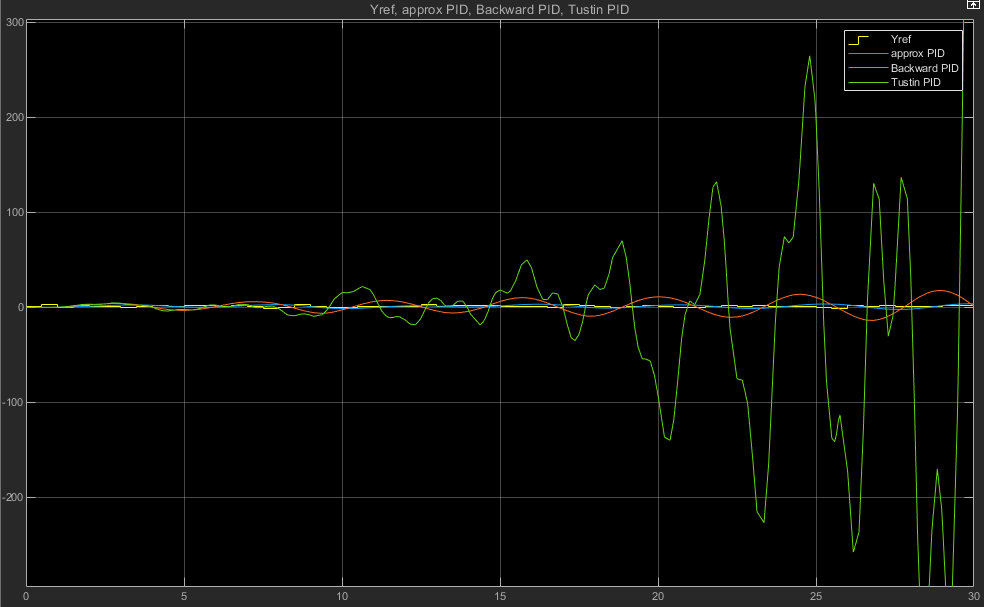 Yref, approx PID, Backward PID, Tustin PID
300
200
100
0
-100
-200
Yref
approx PID
Backward PID
Tustin PID
0 5 10 15 20 25 30